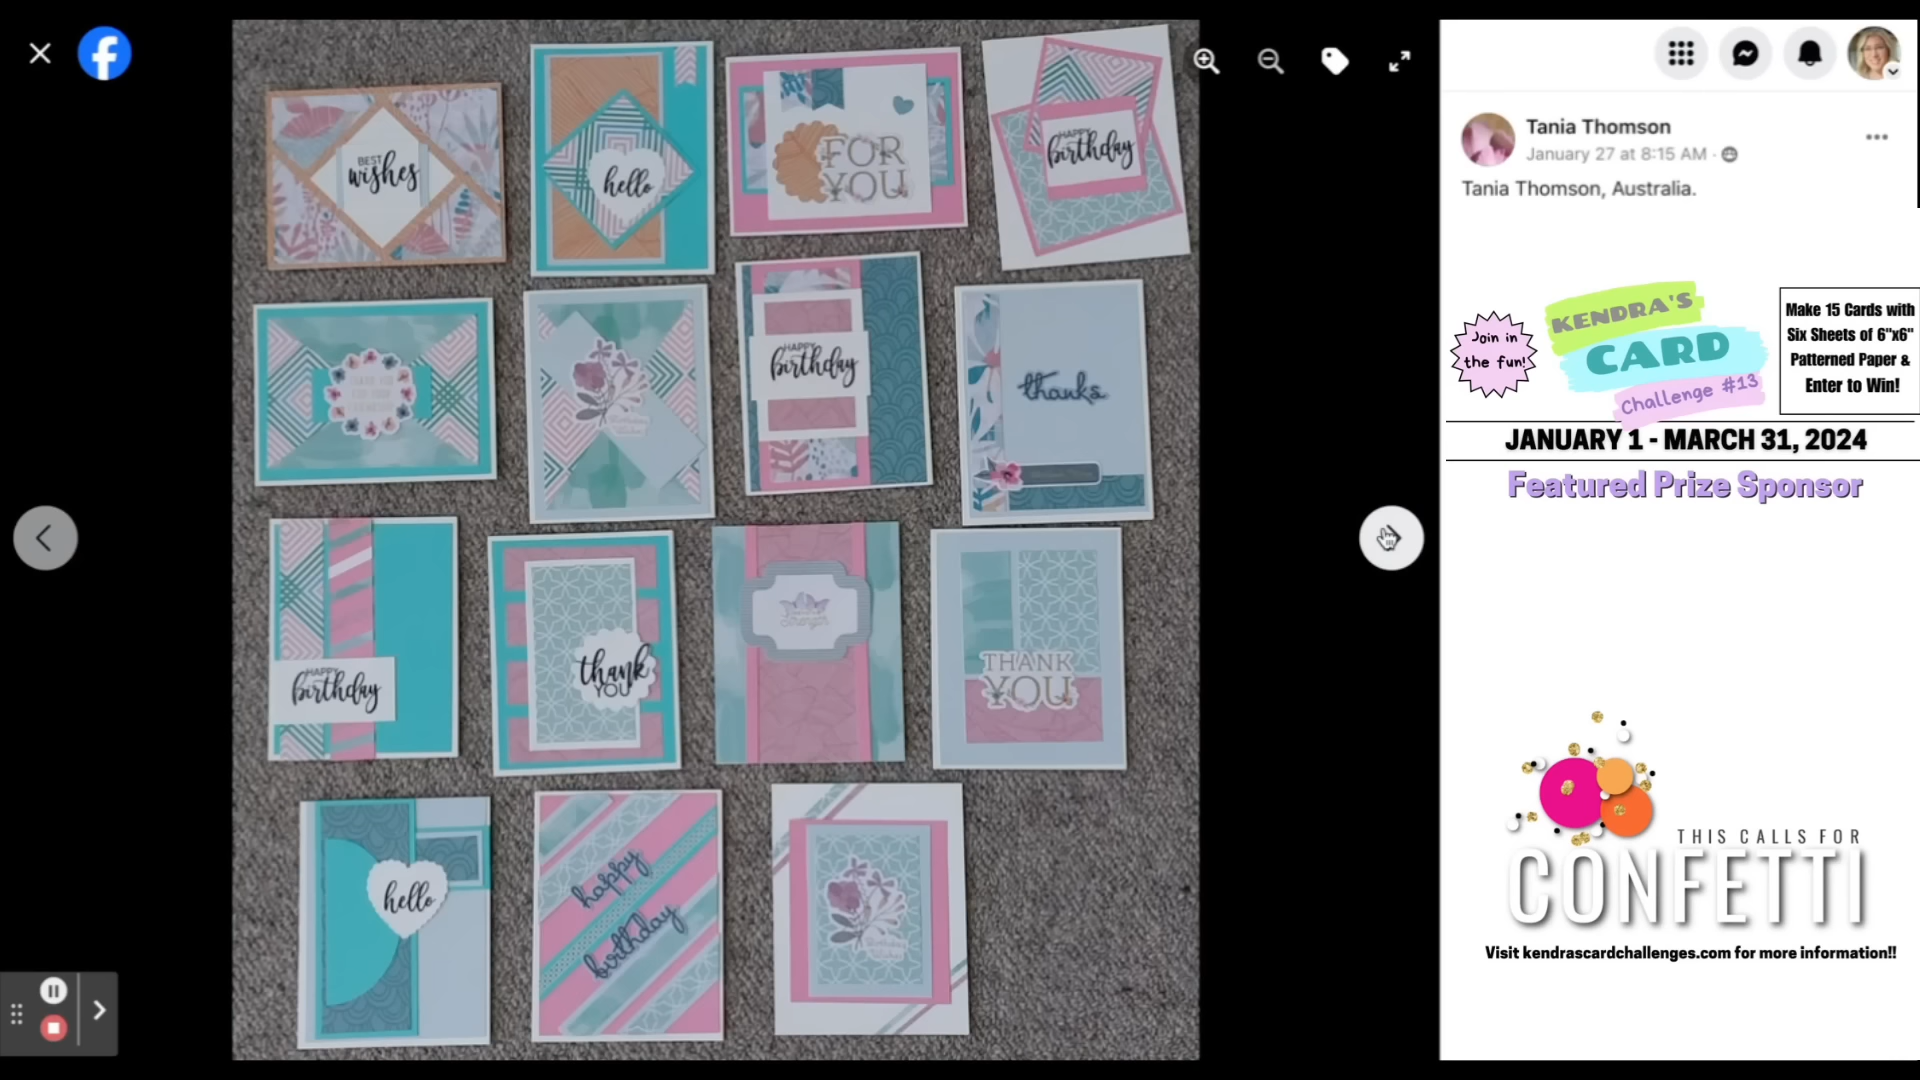 BEST
wishes
hello
FOR
YOU
HAPPY
birthday
HAPPY
birthday
thanks
HAPPY
birthday
thank
YOU
Strength
THANK
YOU
hello
happy
birthday
Tania Thomson
January 27 at 8:15 AM ·
Tania Thomson, Australia.
Join in
the fun!
KENDRA'S
CARD
Challenge #13
Make 15 Cards with
Six Sheets of 6"x6"
Patterned Paper &
Enter to Win!
JANUARY 1 - MARCH 31, 2024
Featured Prize Sponsor
THIS CALLS FOR
CONFETTI
Visit kendrascardchallenges.com for more information!!